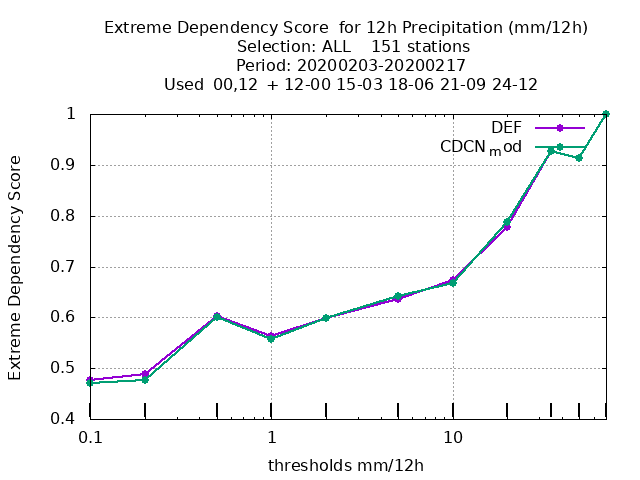 Extreme Dependency Score  for 12h Precipitation (mm/12h)
Selection: ALL    151 stations
Period: 20200203-20200217
Used  00,12  + 12-00 15-03 18-06 21-09 24-12
DEF
CDCN mod
Extreme Dependency Score
1
0.9
0.8
0.7
0.6
0.5
0.4
0.1
1
10
thresholds mm/12h